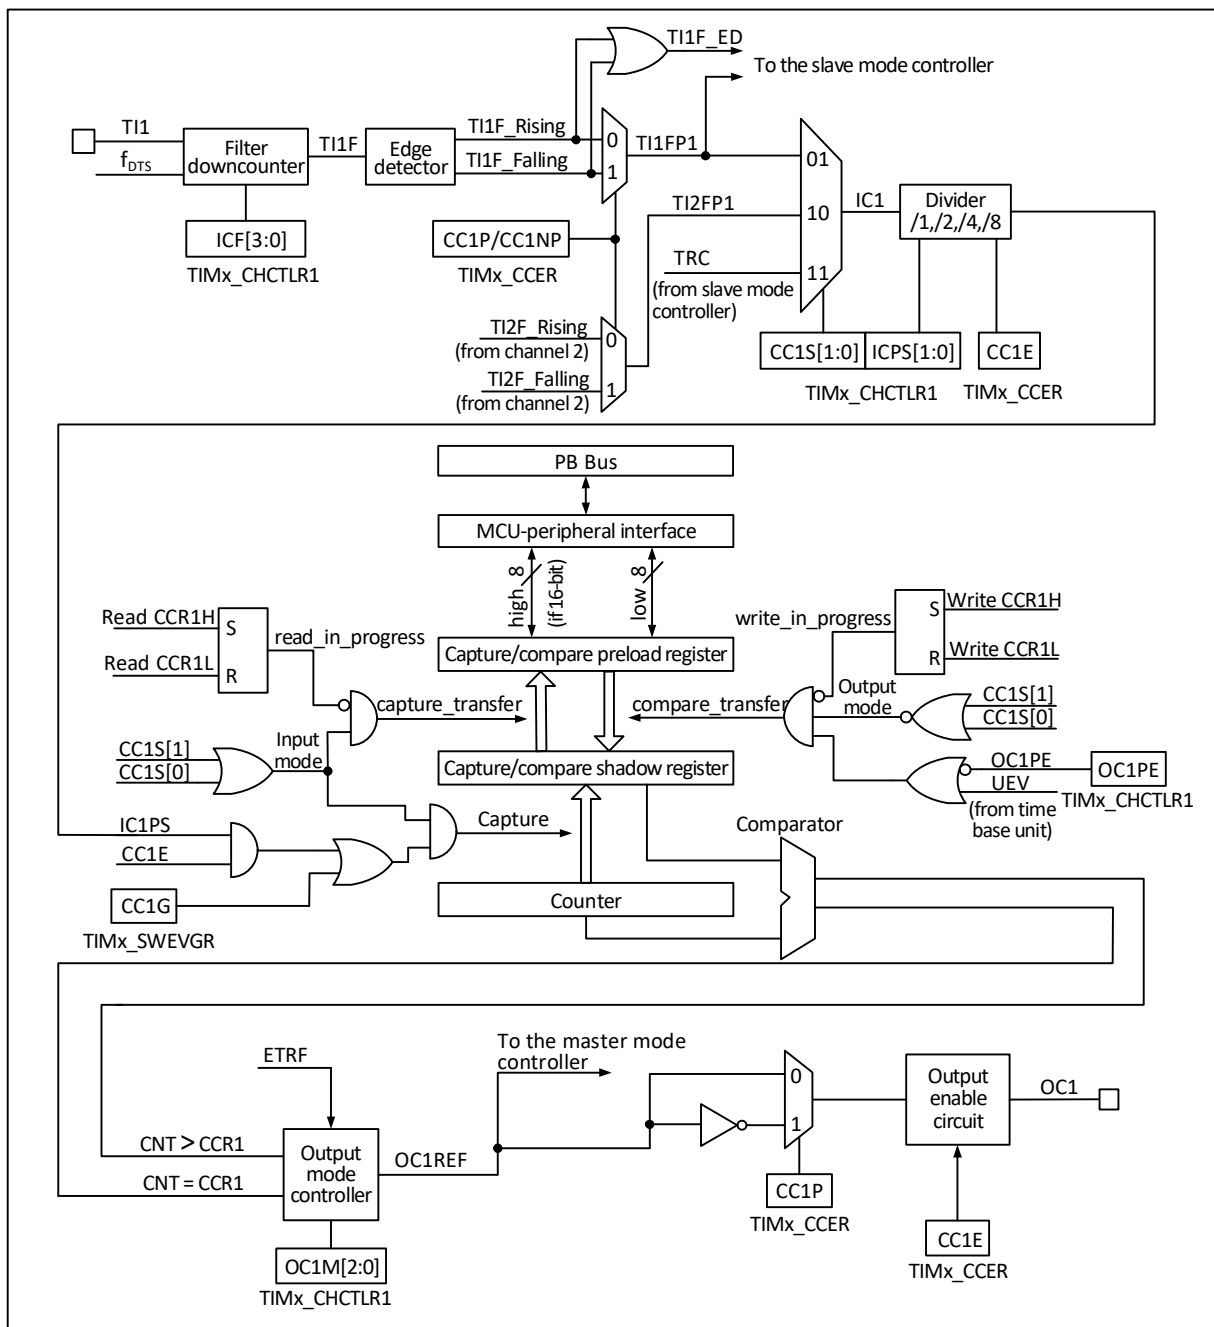 TI1F_ED
To the slave mode controller
TI1
f_DTS
Filter
downcounter
TI1F
Edge
detector
TI1F_Rising
TI1F_Falling
0
1
TI1FP1
01
10
11
IC1
Divider
/1,/2,/4,/8
TI2FP1
ICF[3:0]
TIMx_CHCTLR1
CC1P/CC1NP
TIMx_CCER
TRC
(from slave mode
controller)
TI2F_Rising
(from channel 2)
TI2F_Falling
(from channel 2)
0
1
CC1S[1:0]
ICPS[1:0]
CC1E
TIMx_CHCTLR1
TIMx_CCER
PB Bus
MCU-peripheral interface
high
8
(if 16-bit)
low
8
Read CCR1H
Read CCR1L
S
R
read_in_progress
Capture/compare preload register
write_in_progress
S
R
Write CCR1H
Write CCR1L
capture_transfer
compare_transfer
Output
mode
CC1S[1]
CC1S[0]
CC1S[1]
CC1S[0]
Input
mode
Capture/compare shadow register
OC1PE
UEV
(from time
base unit)
OC1PE
TIMx_CHCTLR1
IC1PS
CC1E
CC1G
TIMx_SWEVGR
Capture
Counter
Comparator
ETRF
To the master mode
controller
CNT > CCR1
CNT = CCR1
Output
mode
controller
OC1REF
0
1
Output
enable
circuit
OC1
CC1P
TIMx_CCER
CC1E
TIMx_CCER
OC1M[2:0]
TIMx_CHCTLR1